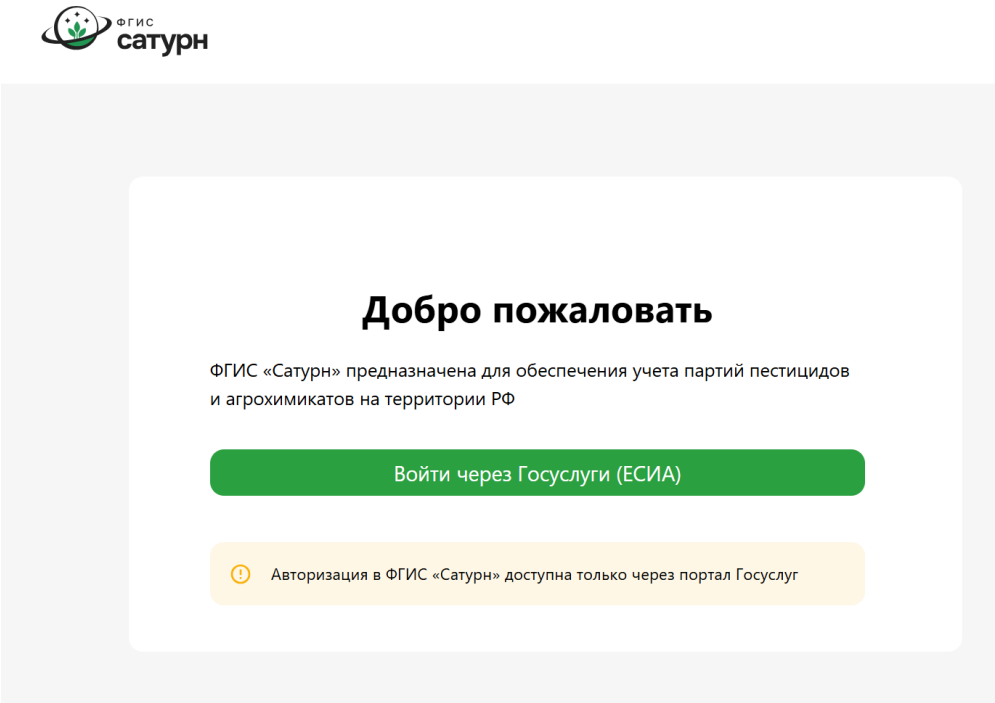 ФГИС
сатурн
Добро пожаловать
ФГИС «Сатурн» предназначена для обеспечения учета партий пестицидов
и агрохимикатов на территории РФ
Войти через Госуслуги (ЕСИА)
Авторизация в ФГИС «Сатурн» доступна только через портал Госуслуг